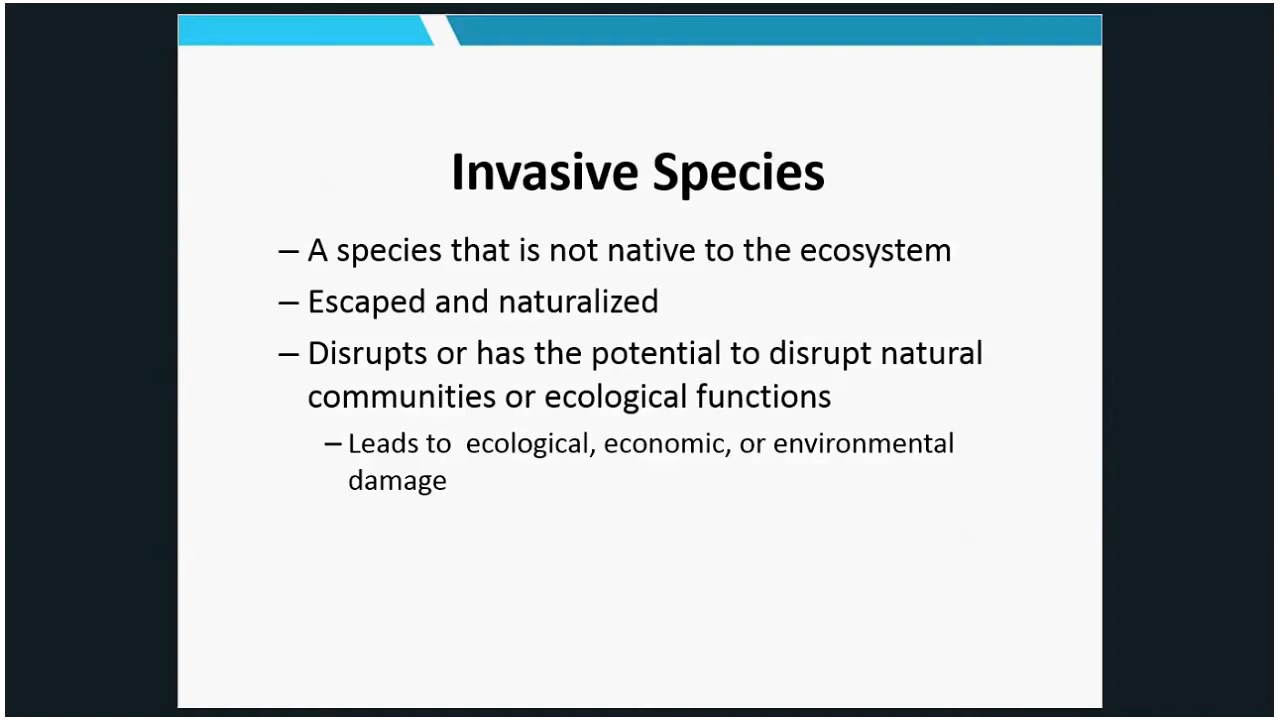 Invasive Species
– A species that is not native to the ecosystem
– Escaped and naturalized
– Disrupts or has the potential to disrupt natural
communities or ecological functions
– Leads to  ecological, economic, or environmental
damage